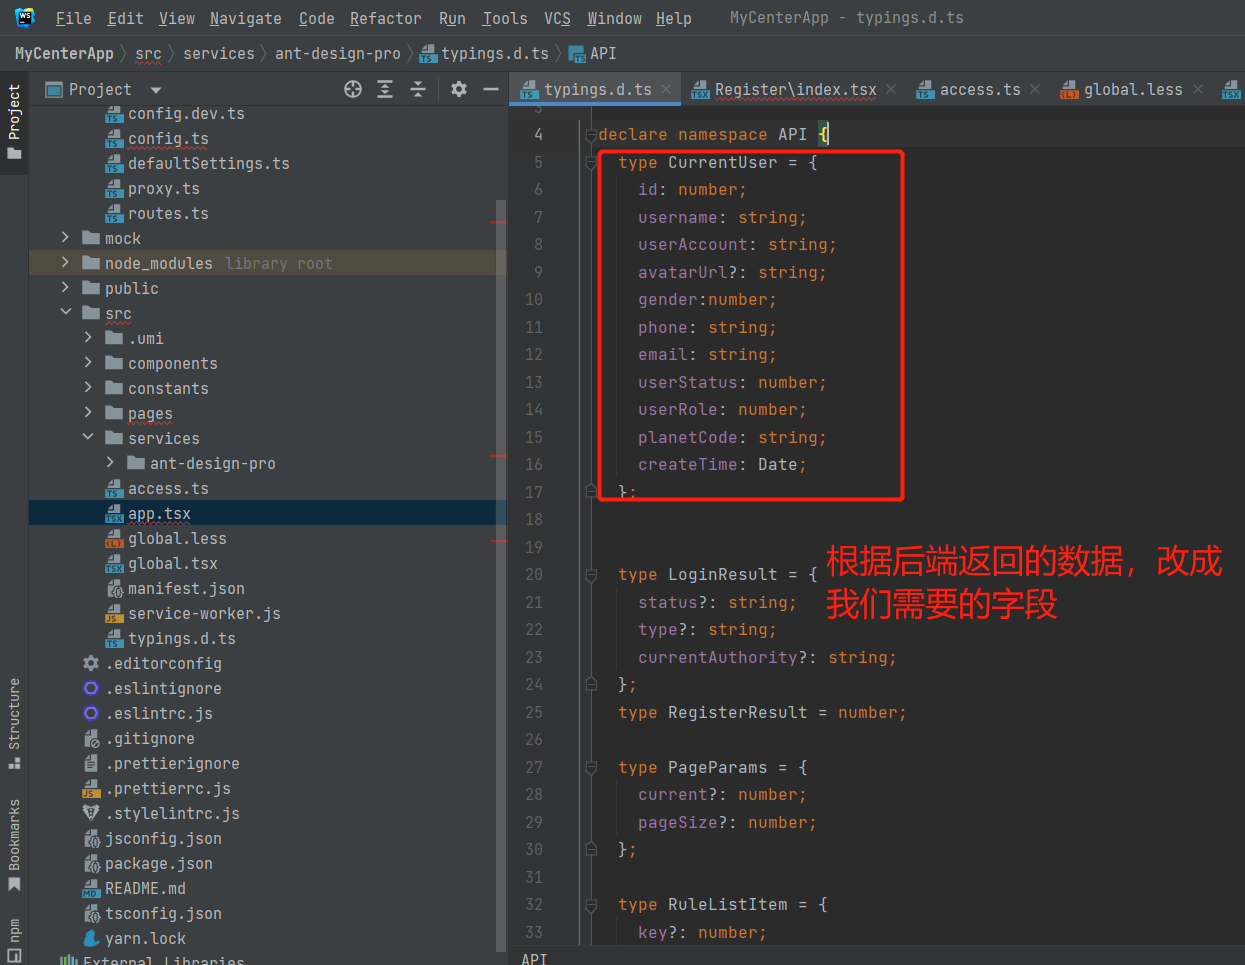 File Edit View Navigate Code Refactor Run Tools VCS Window Help MyCenterApp - typings.d.ts
MyCenterApp src services ant-design-pro typings.d.ts API
Project
config.dev.ts
config.ts
defaultSettings.ts
proxy.ts
routes.ts
mock
node_modules library root
public
src
.umi
components
constants
pages
services
ant-design-pro
access.ts
app.tsx
global.less
global.tsx
manifest.json
service-worker.js
typings.d.ts
.editorconfig
.eslintignore
.eslintrc.js
.gitignore
.prettierignore
.prettierrc.js
.stylelintrc.js
jsconfig.json
package.json
README.md
tsconfig.json
yarn.lock
External Libraries
Project
Structure
Bookmarks
npm
typings.d.ts Register\index.tsx access.ts global.less
3
4 declare namespace API {
5 type CurrentUser = {
6 id: number;
7 username: string;
8 userAccount: string;
9 avatarUrl?: string;
10 gender:number;
11 phone: string;
12 email: string;
13 userStatus: number;
14 userRole: number;
15 planetCode: string;
16 createTime: Date;
17 };
18
19
20 type LoginResult = {
21 status?: string;
22 type?: string;
23 currentAuthority?: string;
24 };
25 type RegisterResult = number;
26
27 type PageParams = {
28 current?: number;
29 pageSize?: number;
30 };
31
32 type RuleListItem = {
33 key?: number;
根据后端返回的数据，改成
我们需要的字段
API